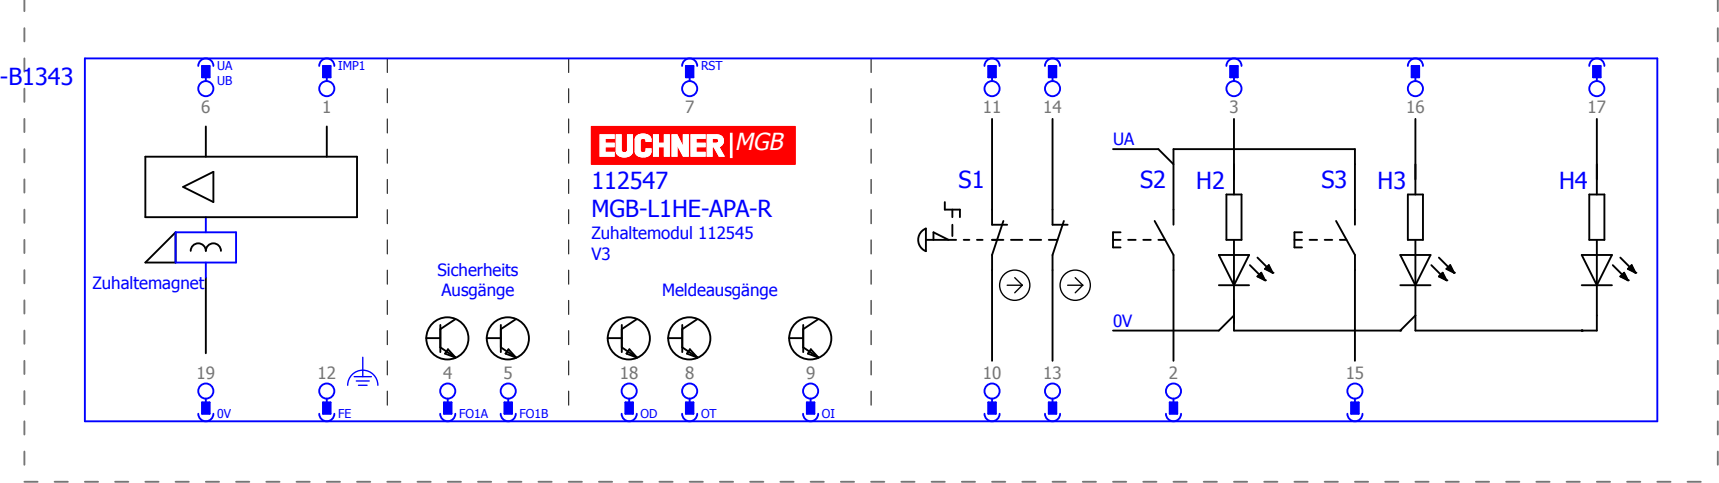 -B1343
UA
UB
6
IMP1
1
RST
7
11
14
3
16
17
EUCHNER|MGB
112547
MGB-L1HE-APA-R
Zuhaltemodul 112545
V3
UA
S1
S2
H2
S3
H3
H4
Zuhaltemagnet
Sicherheits
Ausgänge
Meldeausgänge
0V
19
12
4
5
18
8
9
10
13
2
15
0V
FE
FO1A
FO1B
OD
OT
OI